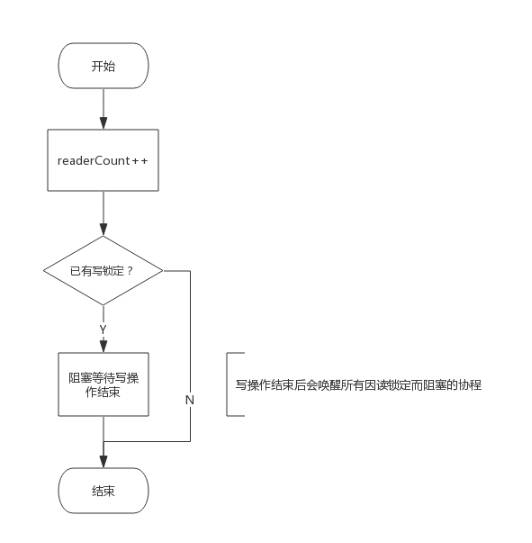 开始
readerCount++
已有写锁定？
Y
阻塞等待写操
作结束
N
写操作结束后会唤醒所有因读锁定而阻塞的协程
结束